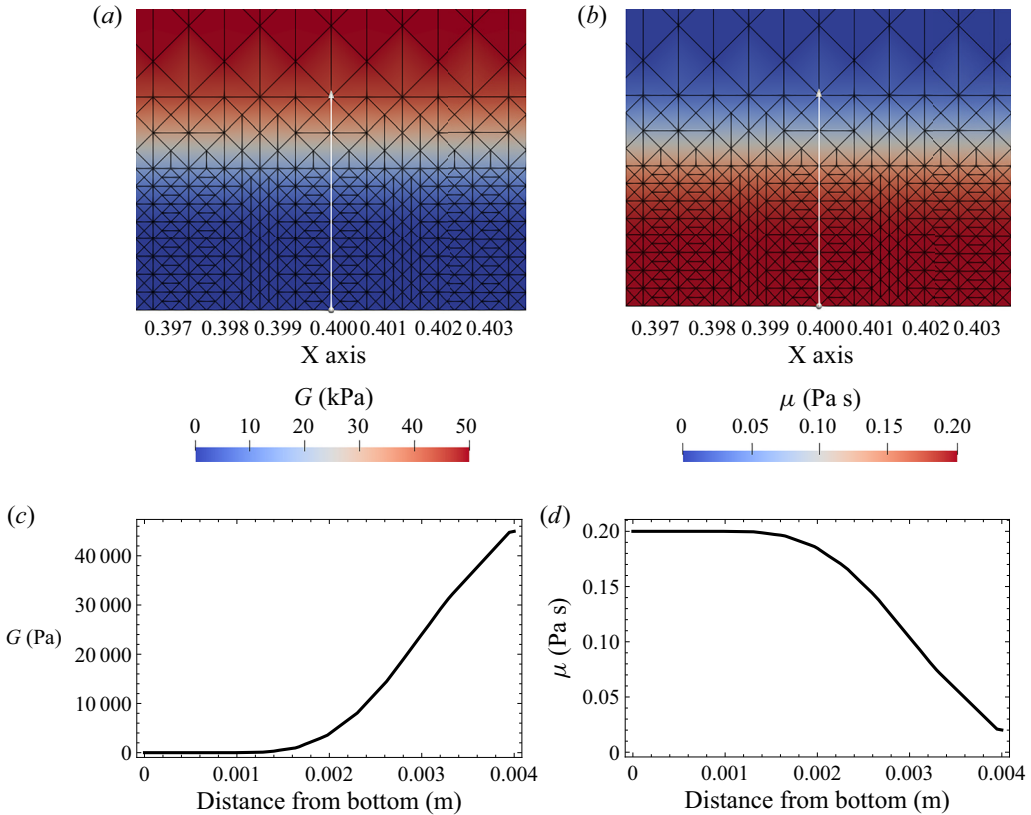 (a)
(b)
0.397 0.398 0.399 0.400 0.401 0.402 0.403
X axis
0.397 0.398 0.399 0.400 0.401 0.402 0.403
X axis
G (kPa)
0 10 20 30 40 50
μ (Pa s)
0 0.05 0.10 0.15 0.20
(c)
40 000
30 000
G (Pa)
20 000
10 000
0
0 0.001 0.002 0.003 0.004
Distance from bottom (m)
(d)
0.20
0.15
μ (Pa s)
0.10
0.05
0
0 0.001 0.002 0.003 0.004
Distance from bottom (m)